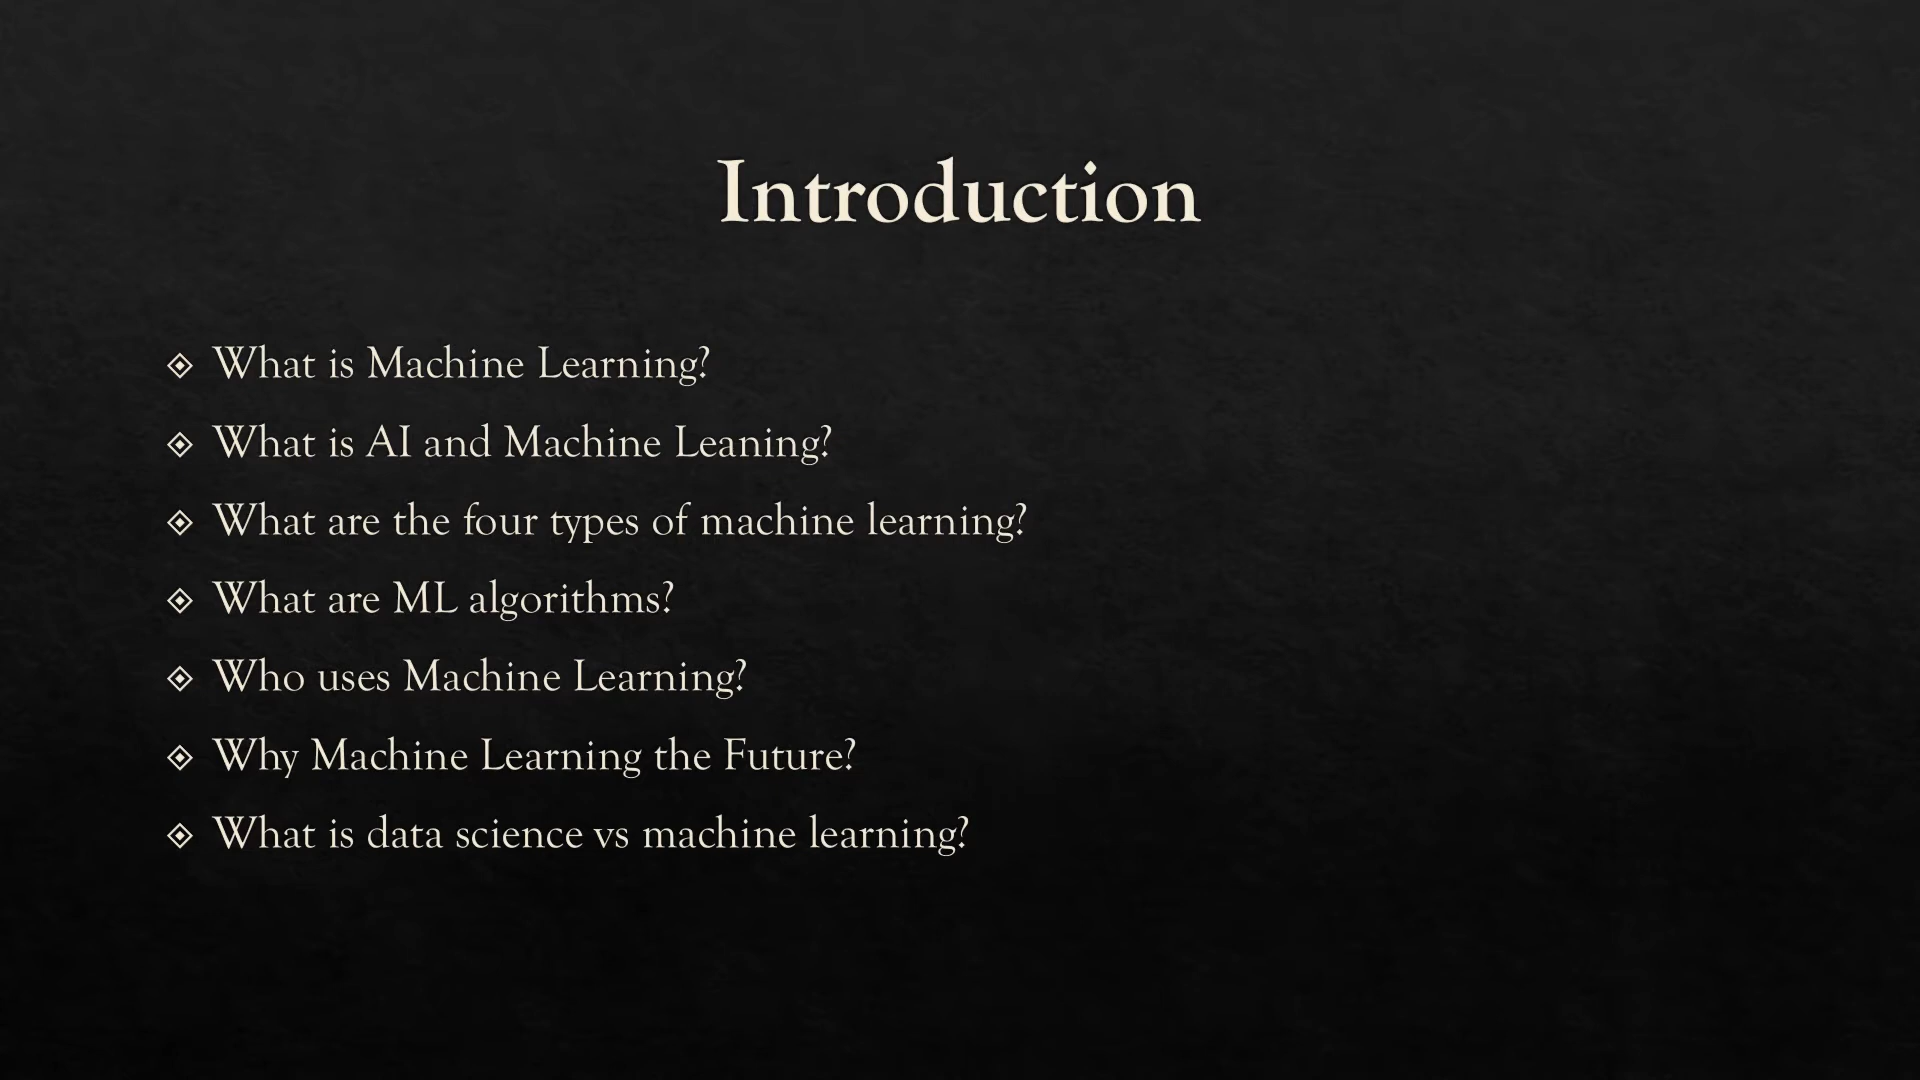 Introduction
What is Machine Learning?
What is AI and Machine Leaning?
What are the four types of machine learning?
What are ML algorithms?
Who uses Machine Learning?
Why Machine Learning the Future?
What is data science vs machine learning?